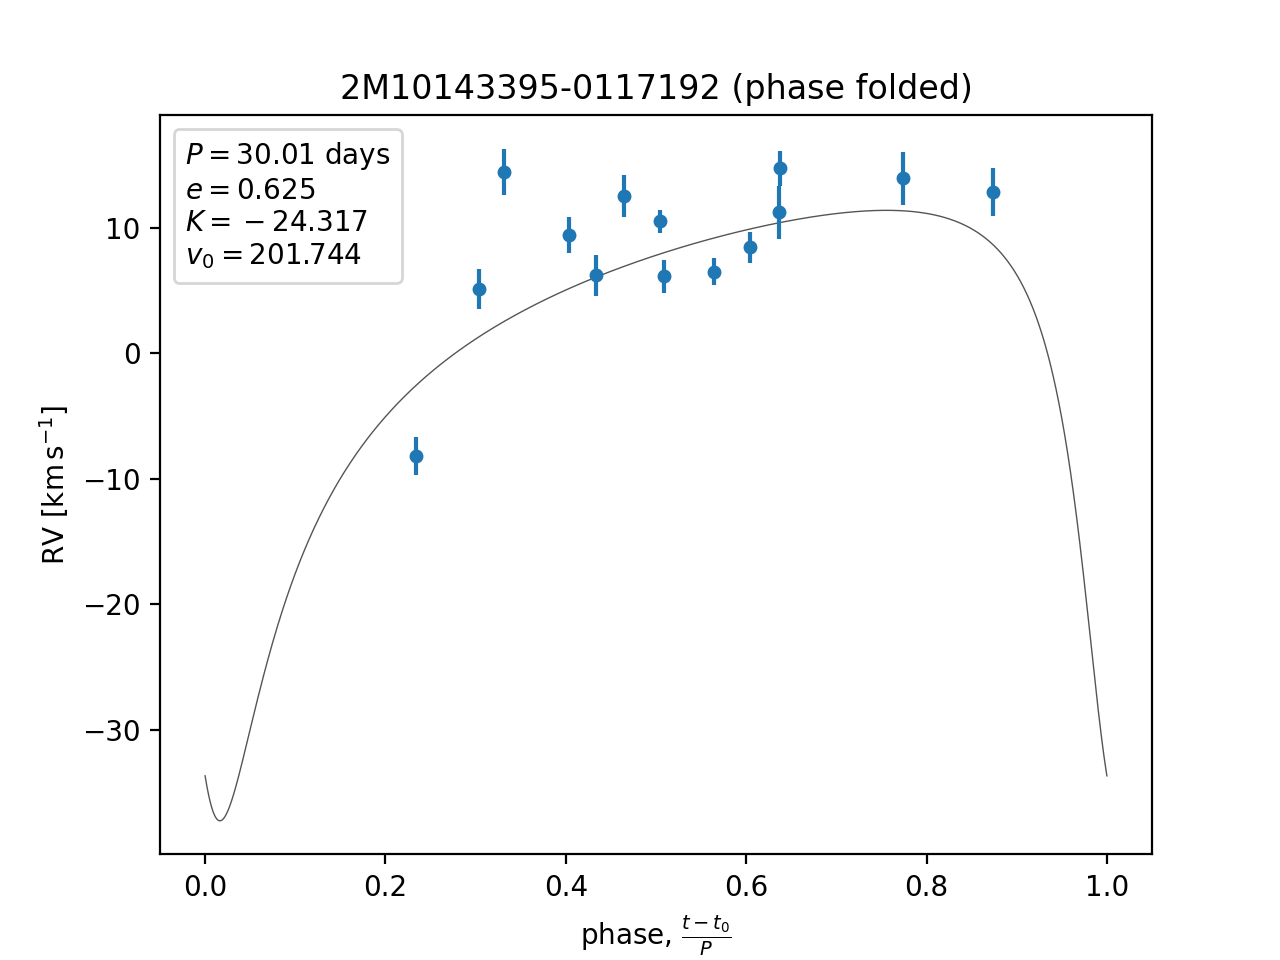 2M10143395-0117192 (phase folded)
P = 30.01 days
e = 0.625
K = −24.317
v₀ = 201.744
10
0
−10
−20
−30
RV [km s⁻¹]
0.0 0.2 0.4 0.6 0.8 1.0
phase, (t − t₀)/P